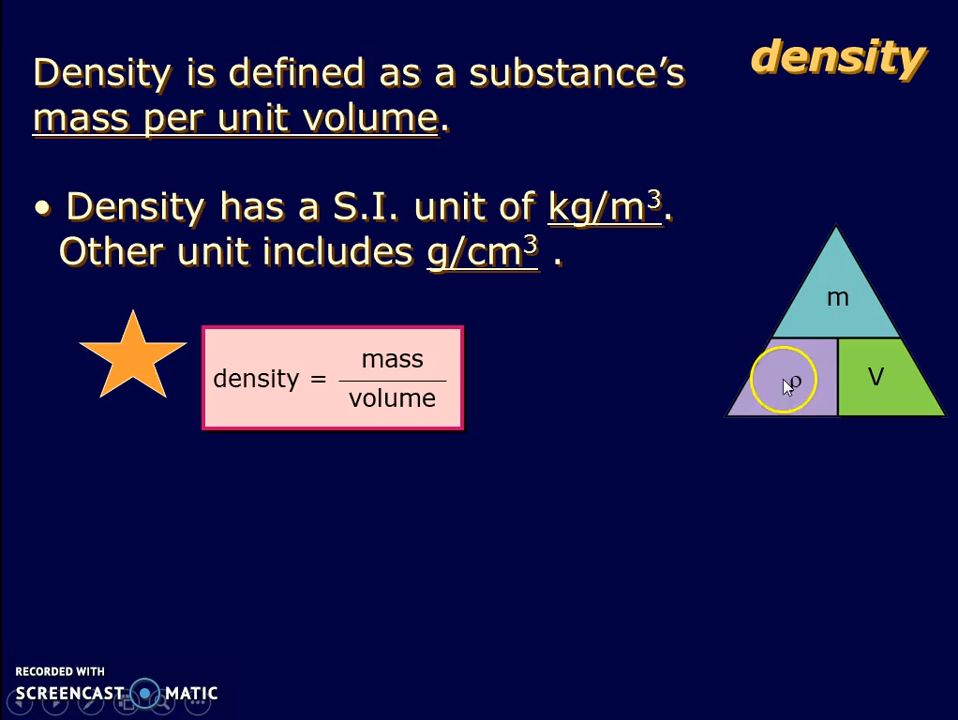 density
Density is defined as a substance’s
mass per unit volume.
• Density has a S.I. unit of kg/m³.
Other unit includes g/cm³ .
m
density = mass
volume
ρ
V
RECORDED WITH
SCREENCAST MATIC